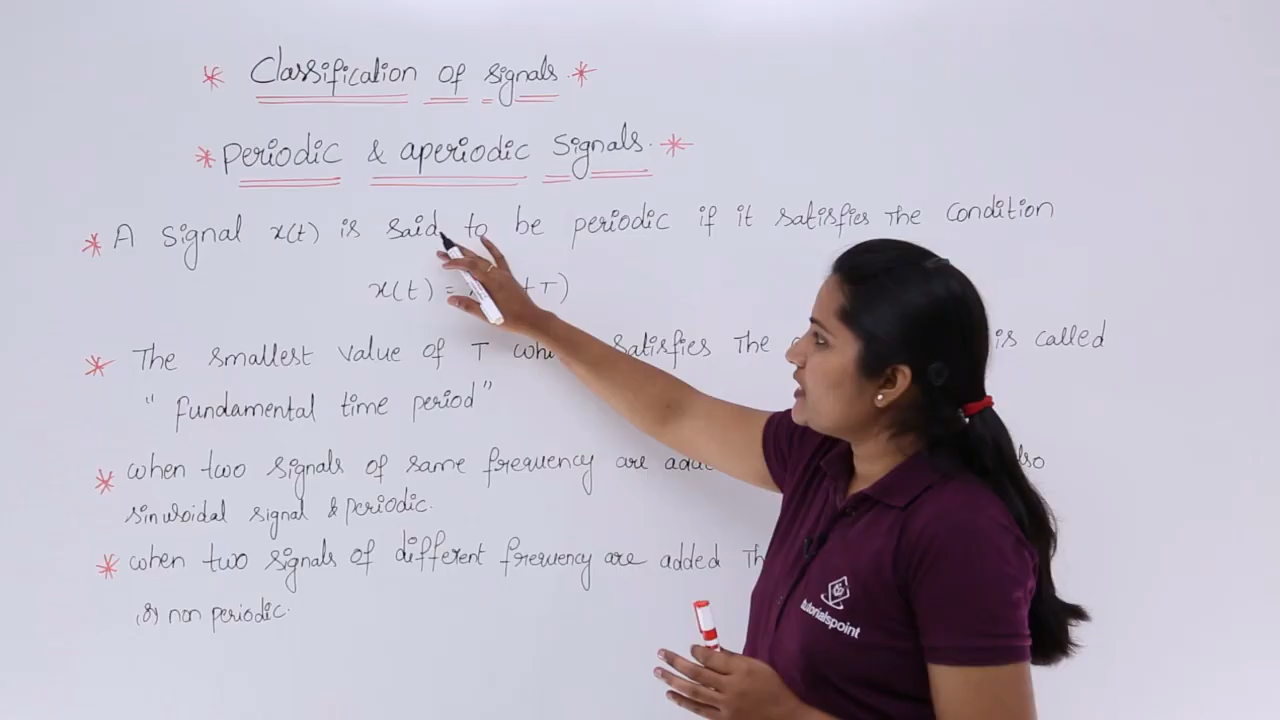 * Classification of signals *
* Periodic & aperiodic Signals. *
* A signal x(t) is said to be periodic if it satisfies The Condition
x(t) = T)
* The smallest value of T satisfies The is called
" fundamental time period"
* when two signals of same frequency are
sinusoidal signal & periodic.
* when two signals of different frequency are added
(or) non periodic.
tutorialspoint